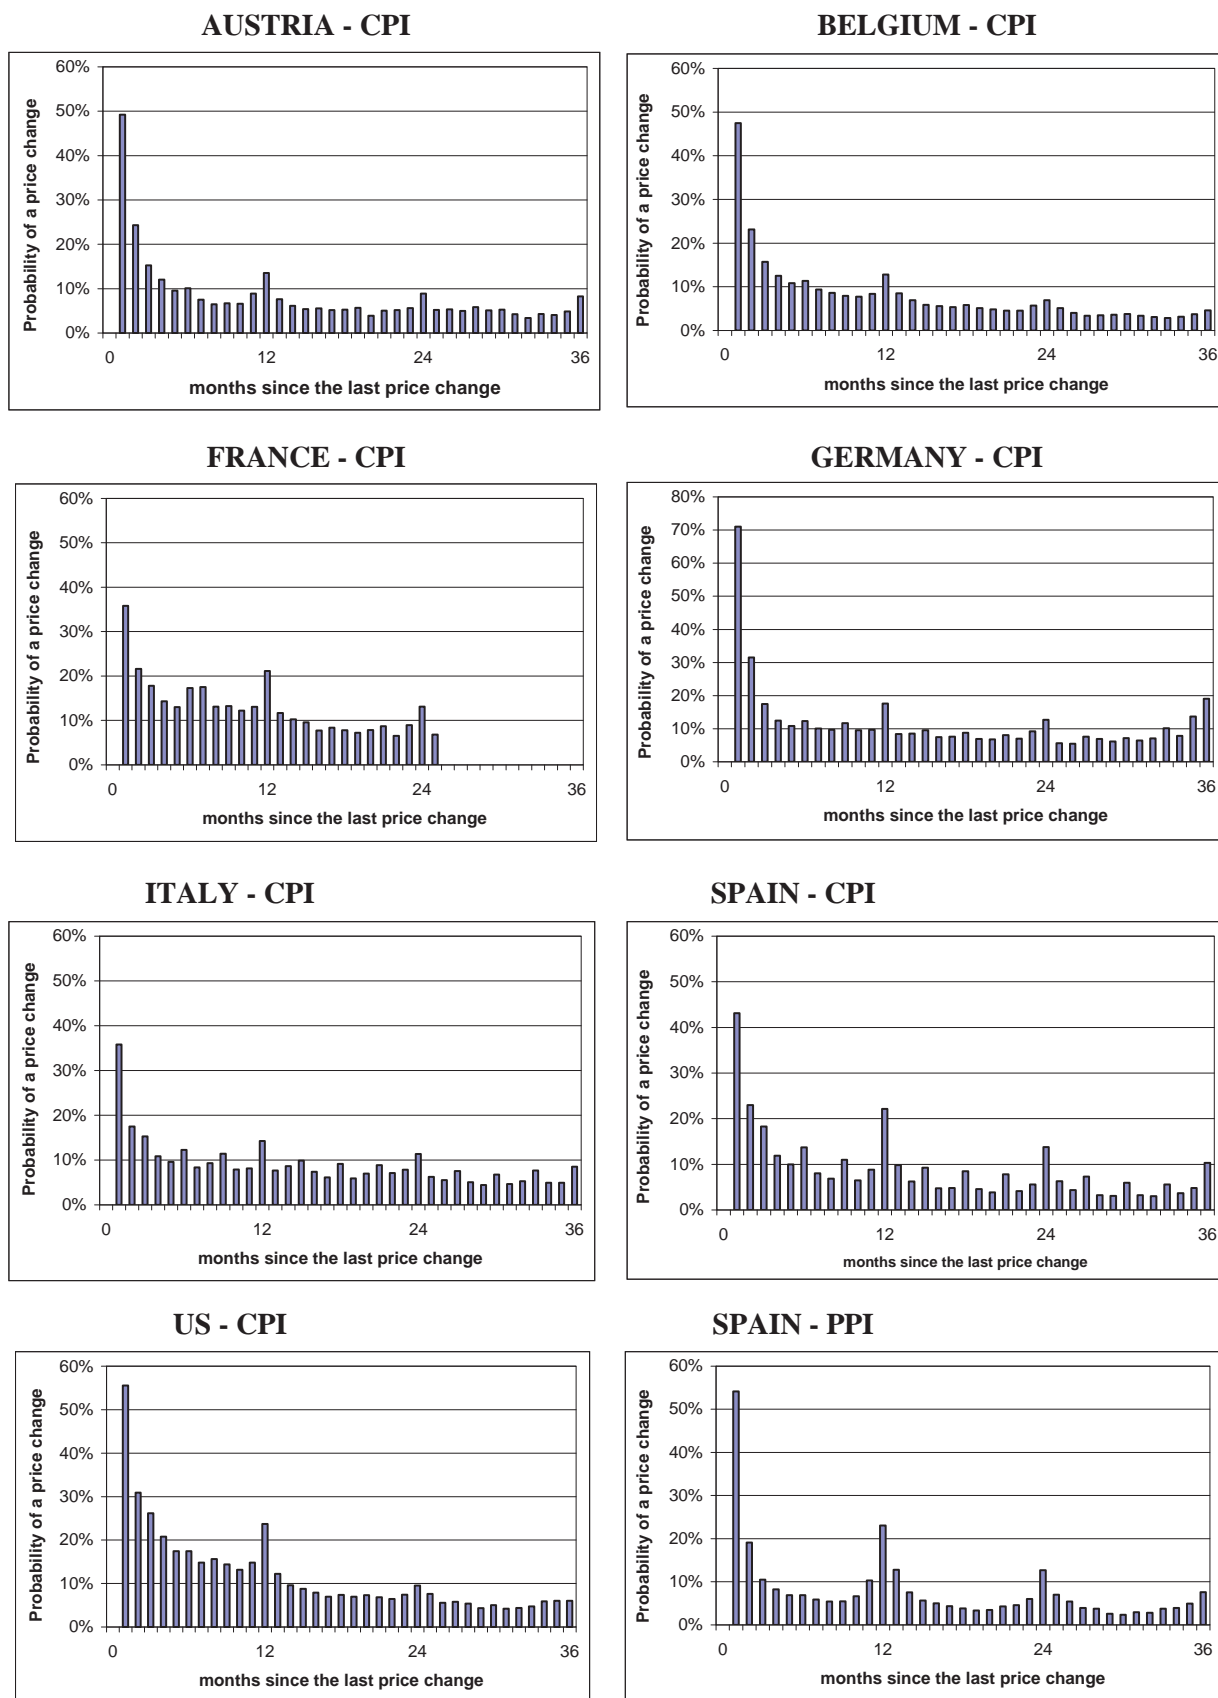 AUSTRIA - CPI
60%
50%
40%
30%
20%
10%
0%
Probability of a price change
0 12 24 36
months since the last price change
BELGIUM - CPI
60%
50%
40%
30%
20%
10%
0%
Probability of a price change
0 12 24 36
months since the last price change
FRANCE - CPI
60%
50%
40%
30%
20%
10%
0%
Probability of a price change
0 12 24 36
months since the last price change
GERMANY - CPI
80%
70%
60%
50%
40%
30%
20%
10%
0%
Probability of a price change
0 12 24 36
months since the last price change
ITALY - CPI
60%
50%
40%
30%
20%
10%
0%
Probability of a price change
0 12 24 36
months since the last price change
SPAIN - CPI
60%
50%
40%
30%
20%
10%
0%
Probability of a price change
0 12 24 36
months since the last price change
US - CPI
60%
50%
40%
30%
20%
10%
0%
Probability of a price change
0 12 24 36
months since the last price change
SPAIN - PPI
60%
50%
40%
30%
20%
10%
0%
Probability of a price change
0 12 24 36
months since the last price change